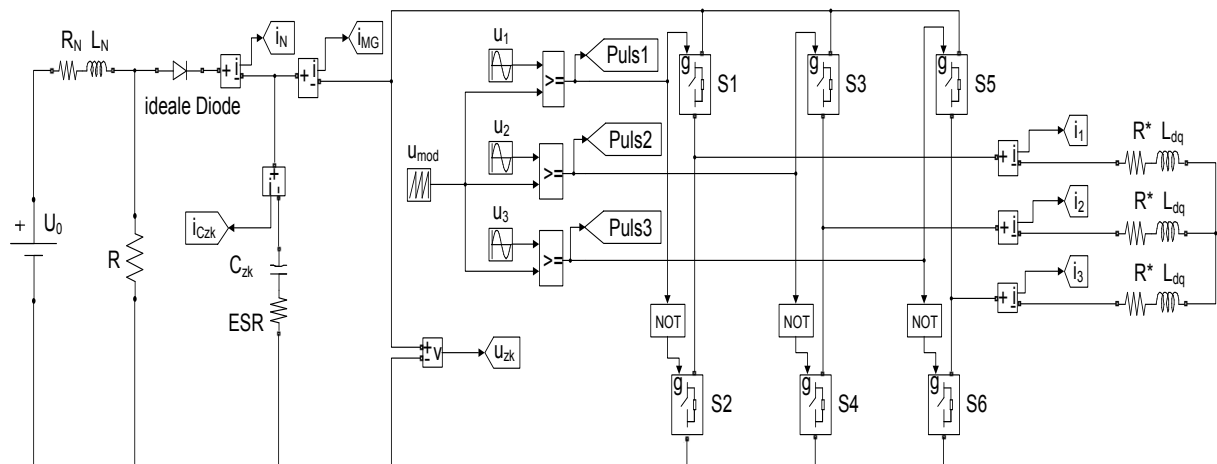 R_N L_N
i_N
i_MG
+ i -
+ i -
ideale Diode
u_1
>=
Puls1
g
S1
g
S3
g
S5
u_mod
u_2
>=
Puls2
u_3
>=
Puls3
+ i -
i_1
R* L_dq
+ i -
i_2
R* L_dq
+ i -
i_3
R* L_dq
+ U_0
R
+ i -
i_Czk
C_zk
ESR
NOT
NOT
NOT
+ v -
u_zk
g
S2
g
S4
g
S6